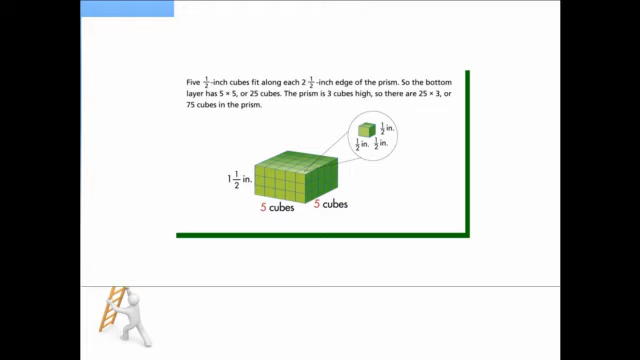 Five 1/2-inch cubes fit along each 2 1/2-inch edge of the prism. So the bottom
layer has 5 × 5, or 25 cubes. The prism is 3 cubes high, so there are 25 × 3, or
75 cubes in the prism.
1/2 in.
1/2 in. 1/2 in.
1 1/2 in.
5 cubes 5 cubes